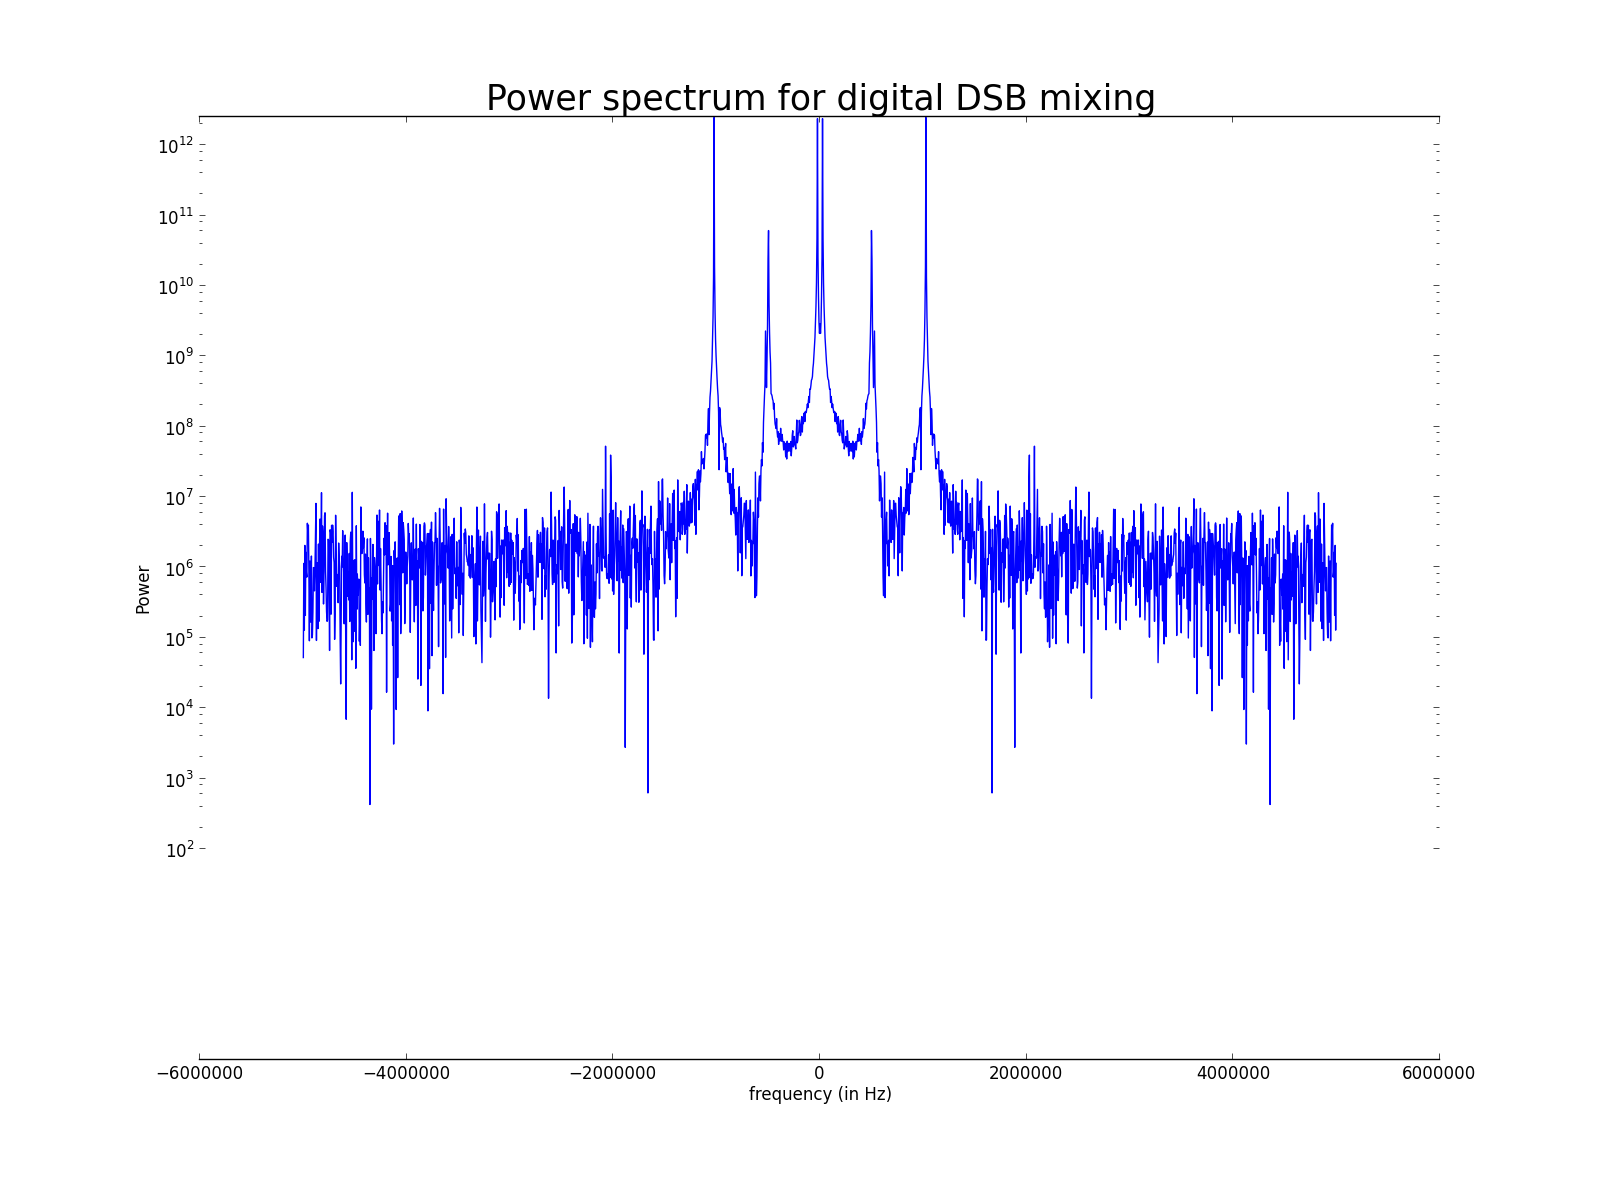 Power spectrum for digital DSB mixing
10^12
10^11
10^10
10^9
10^8
10^7
10^6
10^5
10^4
10^3
10^2
Power
−6000000 −4000000 −2000000 0 2000000 4000000 6000000
frequency (in Hz)